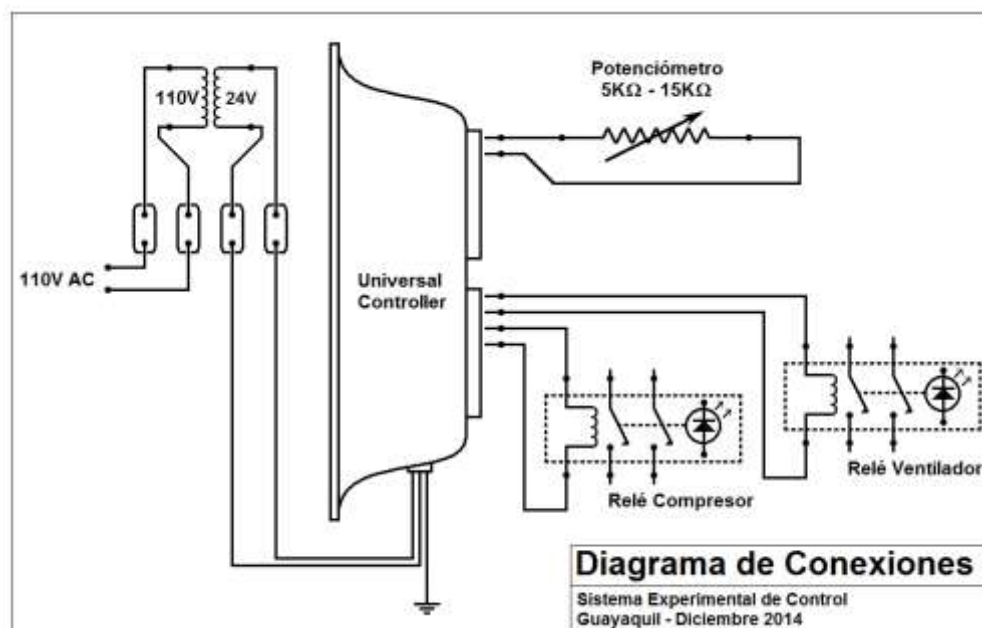 110V
24V
Potenciómetro
5KΩ - 15KΩ
110V AC
Universal
Controller
Relé Ventilador
Relé Compresor
Diagrama de Conexiones
Sistema Experimental de Control
Guayaquil - Diciembre 2014